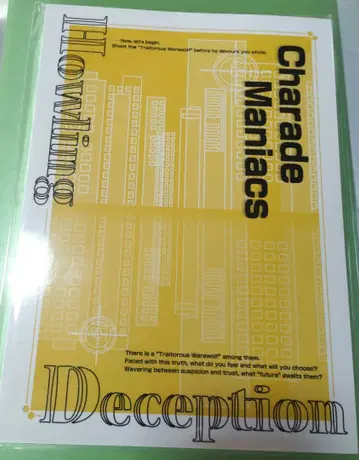 Now, let's begin.
Shoot the "Traitorous Warewolf" before he devours you whole.
Howling
Charade
Maniacs
There is a "Traitorous Warewolf" among them.
Faced with this truth, what do you feel and what will you choose?
Wavering between suspicion and trust, what "future" awaits them?
Deception